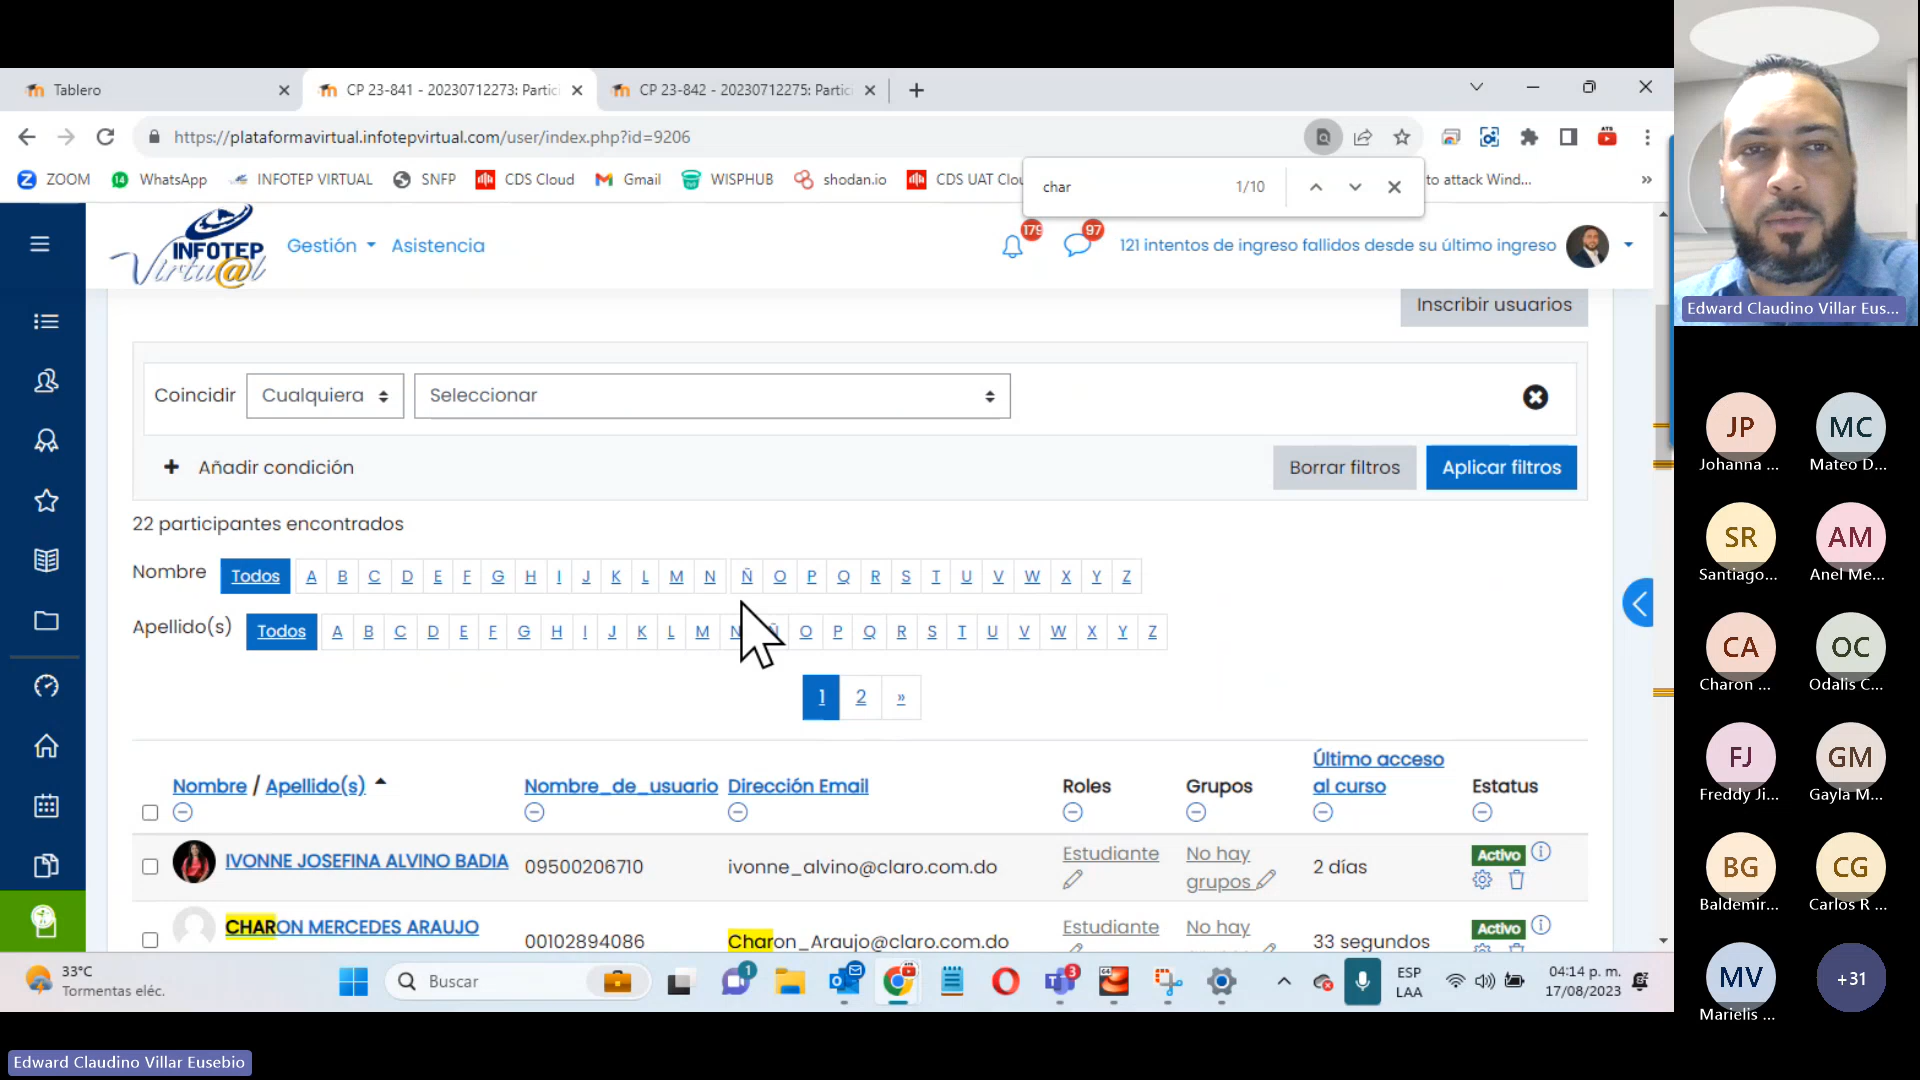 Tablero
CP 23-841 - 20230712273: Partici
CP 23-842 - 20230712275: Partic
https://plataformavirtual.infotepvirtual.com/user/index.php?id=9206
ZOOM
WhatsApp
INFOTEP VIRTUAL
SNFP
CDS Cloud
Gmail
WISPHUB
shodan.io
CDS UAT Clou
to attack Wind...
»
char
1/10
INFOTEP
Virtu@l
Gestión
Asistencia
179
97
121 intentos de ingreso fallidos desde su último ingreso
Inscribir usuarios
Coincidir
Cualquiera
Seleccionar
Añadir condición
Borrar filtros
Aplicar filtros
22 participantes encontrados
Nombre Todos A B C D E F G H I J K L M N Ñ O P Q R S T U V W X Y Z
Apellido(s) Todos A B C D E F G H I J K L M N Ñ O P Q R S T U V W X Y Z
1 2 »
Nombre / Apellido(s)
Nombre_de_usuario
Dirección Email
Roles
Grupos
Último acceso
al curso
Estatus
IVONNE JOSEFINA ALVINO BADIA
09500206710
ivonne_alvino@claro.com.do
Estudiante
No hay
grupos
2 días
Activo
CHARON MERCEDES ARAUJO
00102894086
Charon_Araujo@claro.com.do
Estudiante
No hay
33 segundos
Activo
33°C
Tormentas eléc.
Buscar
1
3
ESP
LAA
04:14 p. m.
17/08/2023
Edward Claudino Villar Eus...
JP
Johanna ...
MC
Mateo D...
SR
Santiago...
AM
Anel Me...
CA
Charon ...
OC
Odalis C...
FJ
Freddy Ji...
GM
Gayla M...
BG
Baldemir...
CG
Carlos R ...
MV
Marielis ...
+31
Edward Claudino Villar Eusebio